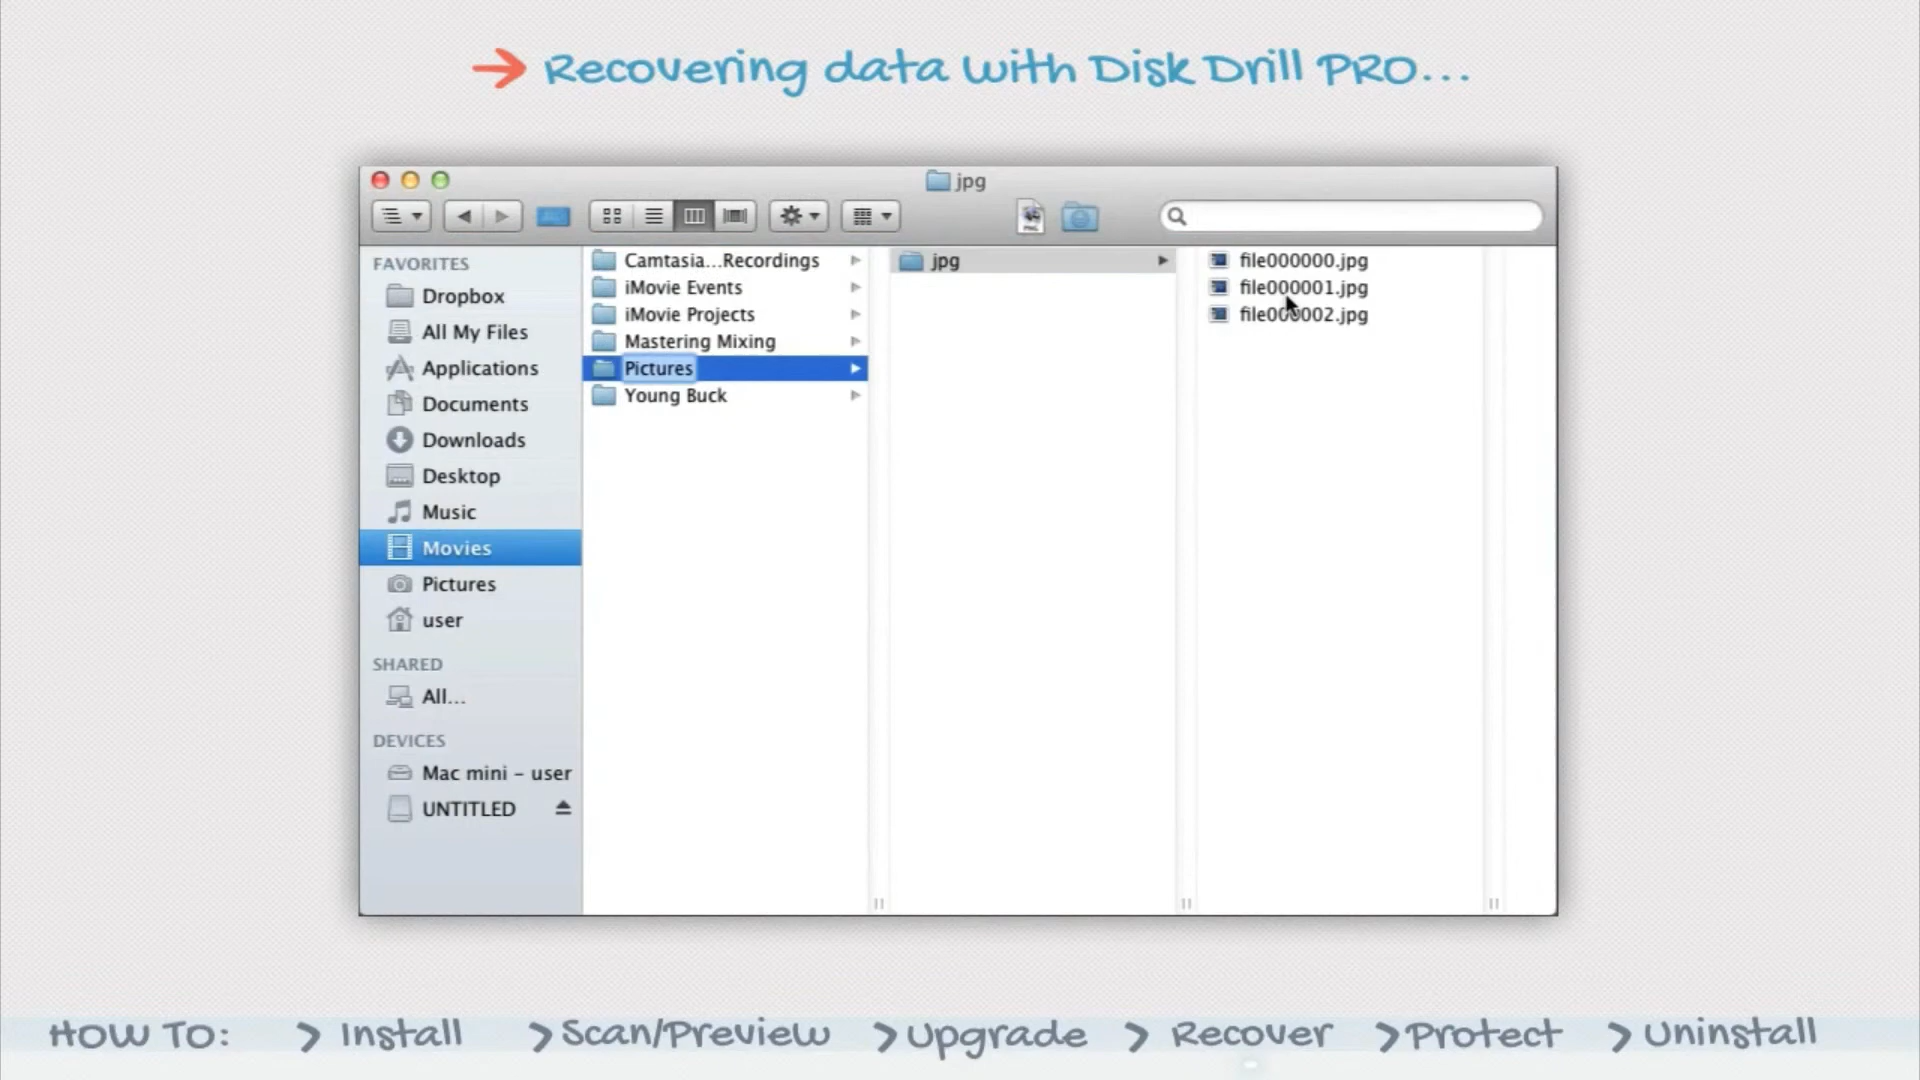 Recovering data with Disk Drill PRO...
jpg
FAVORITES
Dropbox
All My Files
Applications
Documents
Downloads
Desktop
Music
Movies
Pictures
user
SHARED
All...
DEVICES
Mac mini - user
UNTITLED
Camtasia...Recordings
iMovie Events
iMovie Projects
Mastering Mixing
Pictures
Young Buck
jpg
file000000.jpg
file000001.jpg
file000002.jpg
HOW TO: > Install > Scan/Preview > Upgrade > Recover > Protect > Uninstall